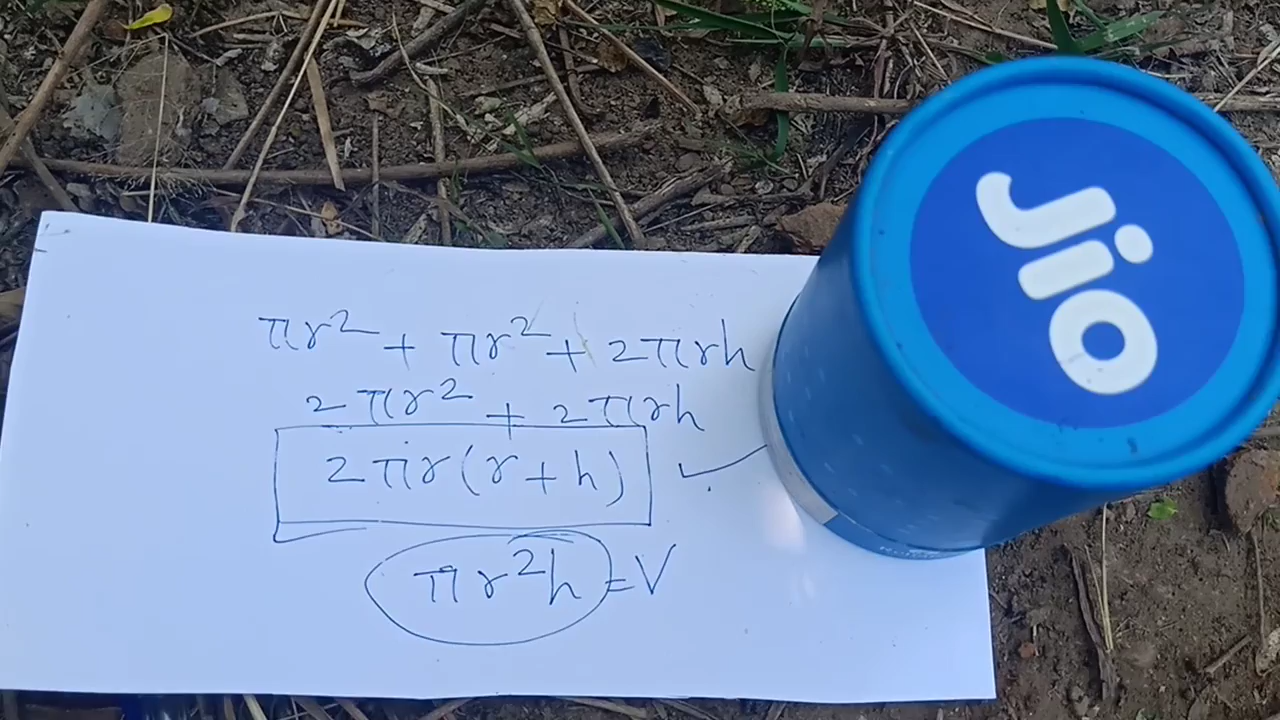 πr² + πr² + 2πrh
2πr² + 2πrh
2πr(r+h)
πr²h = V
Jio